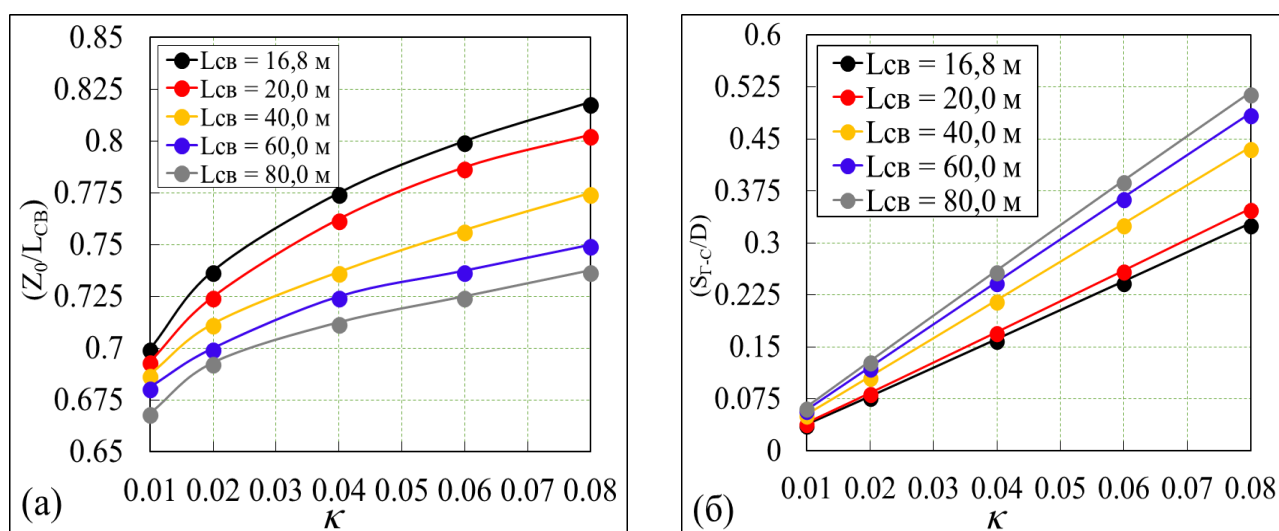 0.85
0.825
0.8
0.775
0.75
0.725
0.7
0.675
0.65
(Z₀/L_СВ)
Lсв = 16,8 м
Lсв = 20,0 м
Lсв = 40,0 м
Lсв = 60,0 м
Lсв = 80,0 м
0.01 0.02 0.03 0.04 0.05 0.06 0.07 0.08
(а)
κ
0.6
0.525
0.45
0.375
0.3
0.225
0.15
0.075
0
(S_Г-С/D)
Lсв = 16,8 м
Lсв = 20,0 м
Lсв = 40,0 м
Lсв = 60,0 м
Lсв = 80,0 м
0.01 0.02 0.03 0.04 0.05 0.06 0.07 0.08
(б)
κ